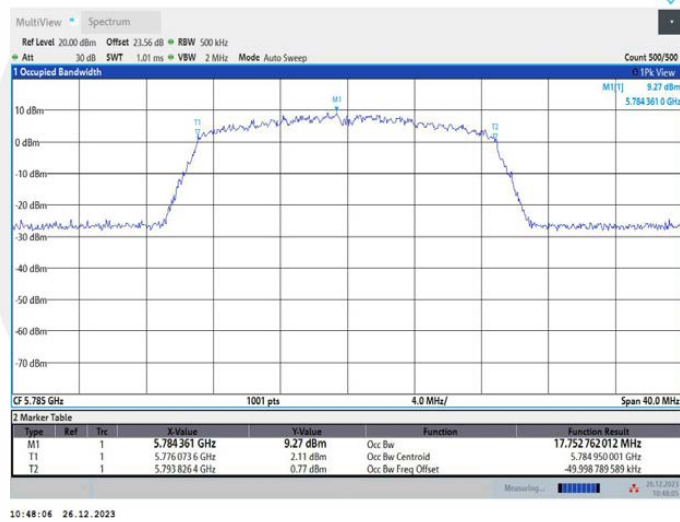 MultiView Spectrum
Ref Level 20.00 dBm Offset 23.56 dB RBW 500 kHz
Att 30 dB SWT 1.01 ms VBW 2 MHz Mode Auto Sweep Count 500/500
1 Occupied Bandwidth 1Pk View
M1[1] 9.27 dBm
5.784 361 0 GHz
M1
10 dBm
T1
T2
0 dBm
-10 dBm
-20 dBm
-30 dBm
-40 dBm
-50 dBm
-60 dBm
-70 dBm
CF 5.785 GHz 1001 pts 4.0 MHz/ Span 40.0 MHz
2 Marker Table
Type Ref Trc X-Value Y-Value Function Function Result
M1 1 5.784 361 GHz 9.27 dBm Occ Bw 17.752 762 012 MHz
T1 1 5.776 073 6 GHz 2.11 dBm Occ Bw Centroid 5.784 950 001 GHz
T2 1 5.793 826 4 GHz 0.77 dBm Occ Bw Freq Offset -49.998 789 589 kHz
Measuring... 26.12.2023
10:48:05
10:48:06 26.12.2023